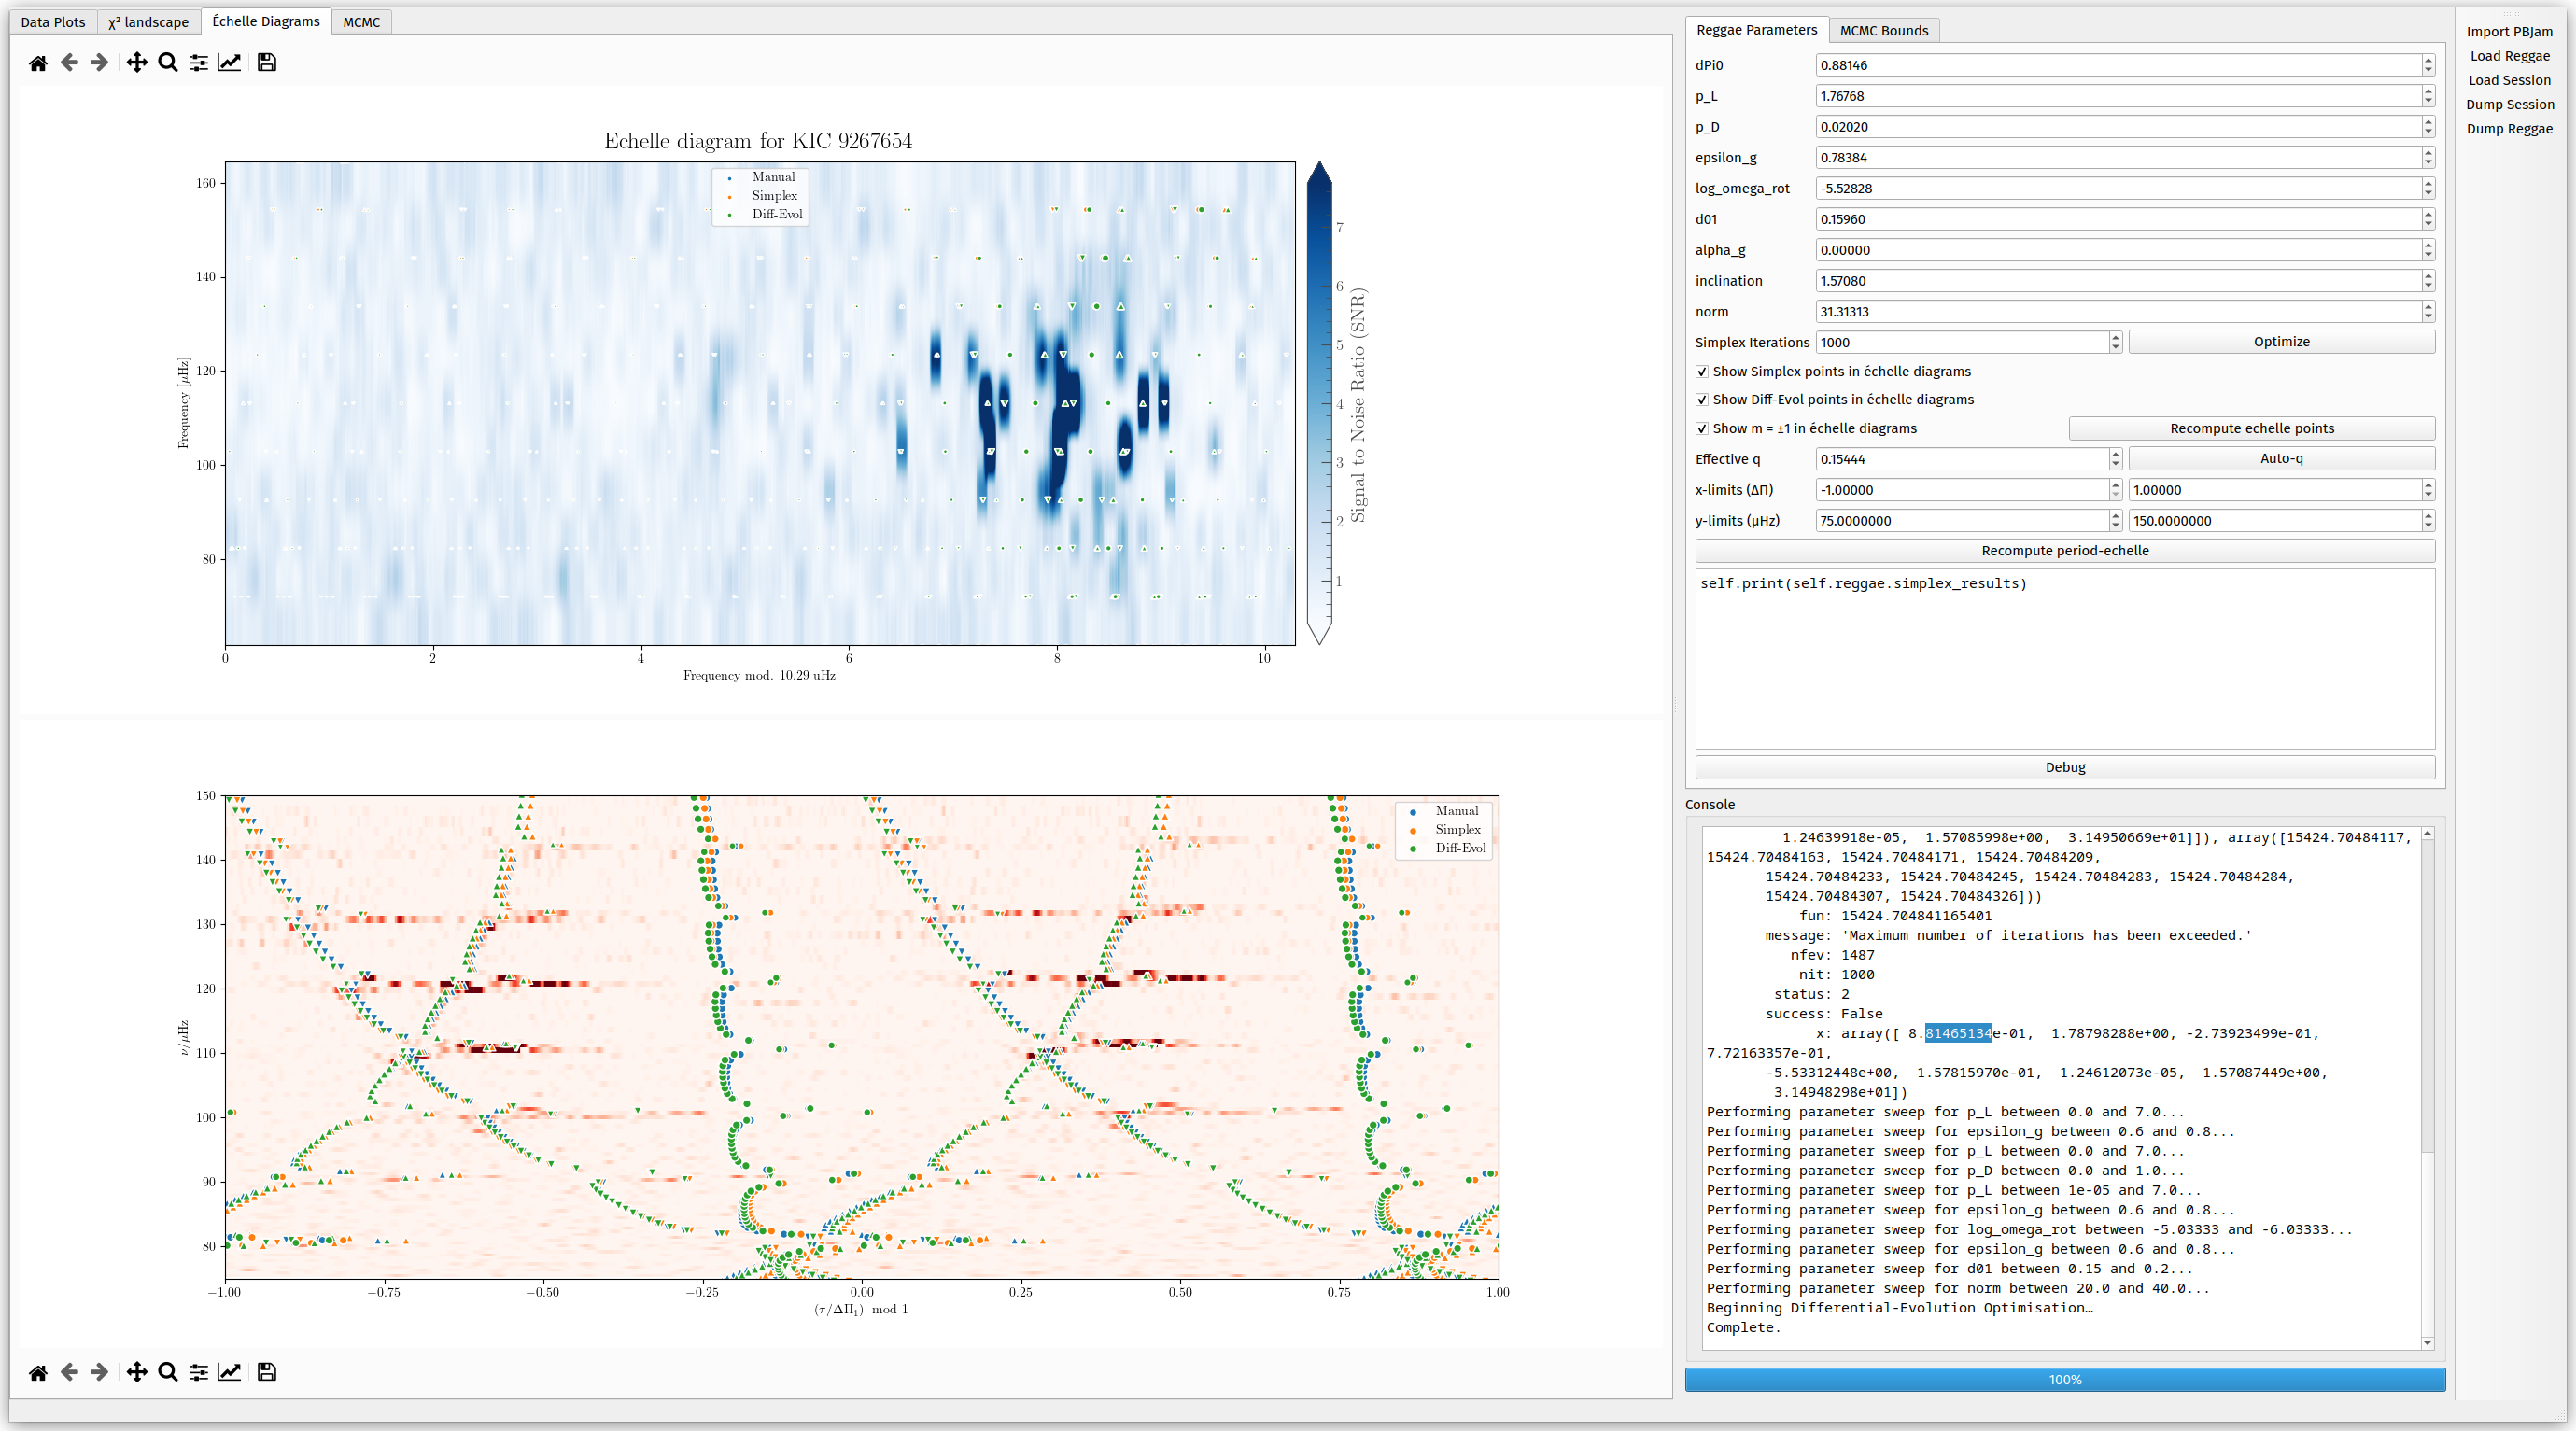 Data Plots
χ² landscape
Échelle Diagrams
MCMC
Echelle diagram for KIC 9267654
160
140
120
100
80
Frequency [μHz]
Manual
Simplex
Diff-Evol
0
2
4
6
8
10
Frequency mod. 10.29 uHz
7
6
5
4
3
2
1
Signal to Noise Ratio (SNR)
150
140
130
120
110
100
90
80
ν/μHz
Manual
Simplex
Diff-Evol
−1.00
−0.75
−0.50
−0.25
0.00
0.25
0.50
0.75
1.00
(τ/ΔΠ₁) mod 1
Reggae Parameters
MCMC Bounds
dPi0 0.88146
p_L 1.76768
p_D 0.02020
epsilon_g 0.78384
log_omega_rot -5.52828
d01 0.15960
alpha_g 0.00000
inclination 1.57080
norm 31.31313
Simplex Iterations 1000 Optimize
Show Simplex points in échelle diagrams
Show Diff-Evol points in échelle diagrams
Show m = ±1 in échelle diagrams Recompute echelle points
Effective q 0.15444 Auto-q
x-limits (ΔΠ) -1.00000 1.00000
y-limits (μHz) 75.0000000 150.0000000
Recompute period-echelle
self.print(self.reggae.simplex_results)
Debug
Console
1.24639918e-05, 1.57085998e+00, 3.14950669e+01]]), array([15424.70484117,
15424.70484163, 15424.70484171, 15424.70484209,
15424.70484233, 15424.70484245, 15424.70484283, 15424.70484284,
15424.70484307, 15424.70484326]))
fun: 15424.704841165401
message: 'Maximum number of iterations has been exceeded.'
nfev: 1487
nit: 1000
status: 2
success: False
x: array([ 8.81465134e-01, 1.78798288e+00, -2.73923499e-01,
7.72163357e-01,
-5.53312448e+00, 1.57815970e-01, 1.24612073e-05, 1.57087449e+00,
3.14948298e+01])
Performing parameter sweep for p_L between 0.0 and 7.0...
Performing parameter sweep for epsilon_g between 0.6 and 0.8...
Performing parameter sweep for p_L between 0.0 and 7.0...
Performing parameter sweep for p_D between 0.0 and 1.0...
Performing parameter sweep for p_L between 1e-05 and 7.0...
Performing parameter sweep for epsilon_g between 0.6 and 0.8...
Performing parameter sweep for log_omega_rot between -5.03333 and -6.03333...
Performing parameter sweep for epsilon_g between 0.6 and 0.8...
Performing parameter sweep for d01 between 0.15 and 0.2...
Performing parameter sweep for norm between 20.0 and 40.0...
Beginning Differential-Evolution Optimisation…
Complete.
100%
Import PBJam
Load Reggae
Load Session
Dump Session
Dump Reggae